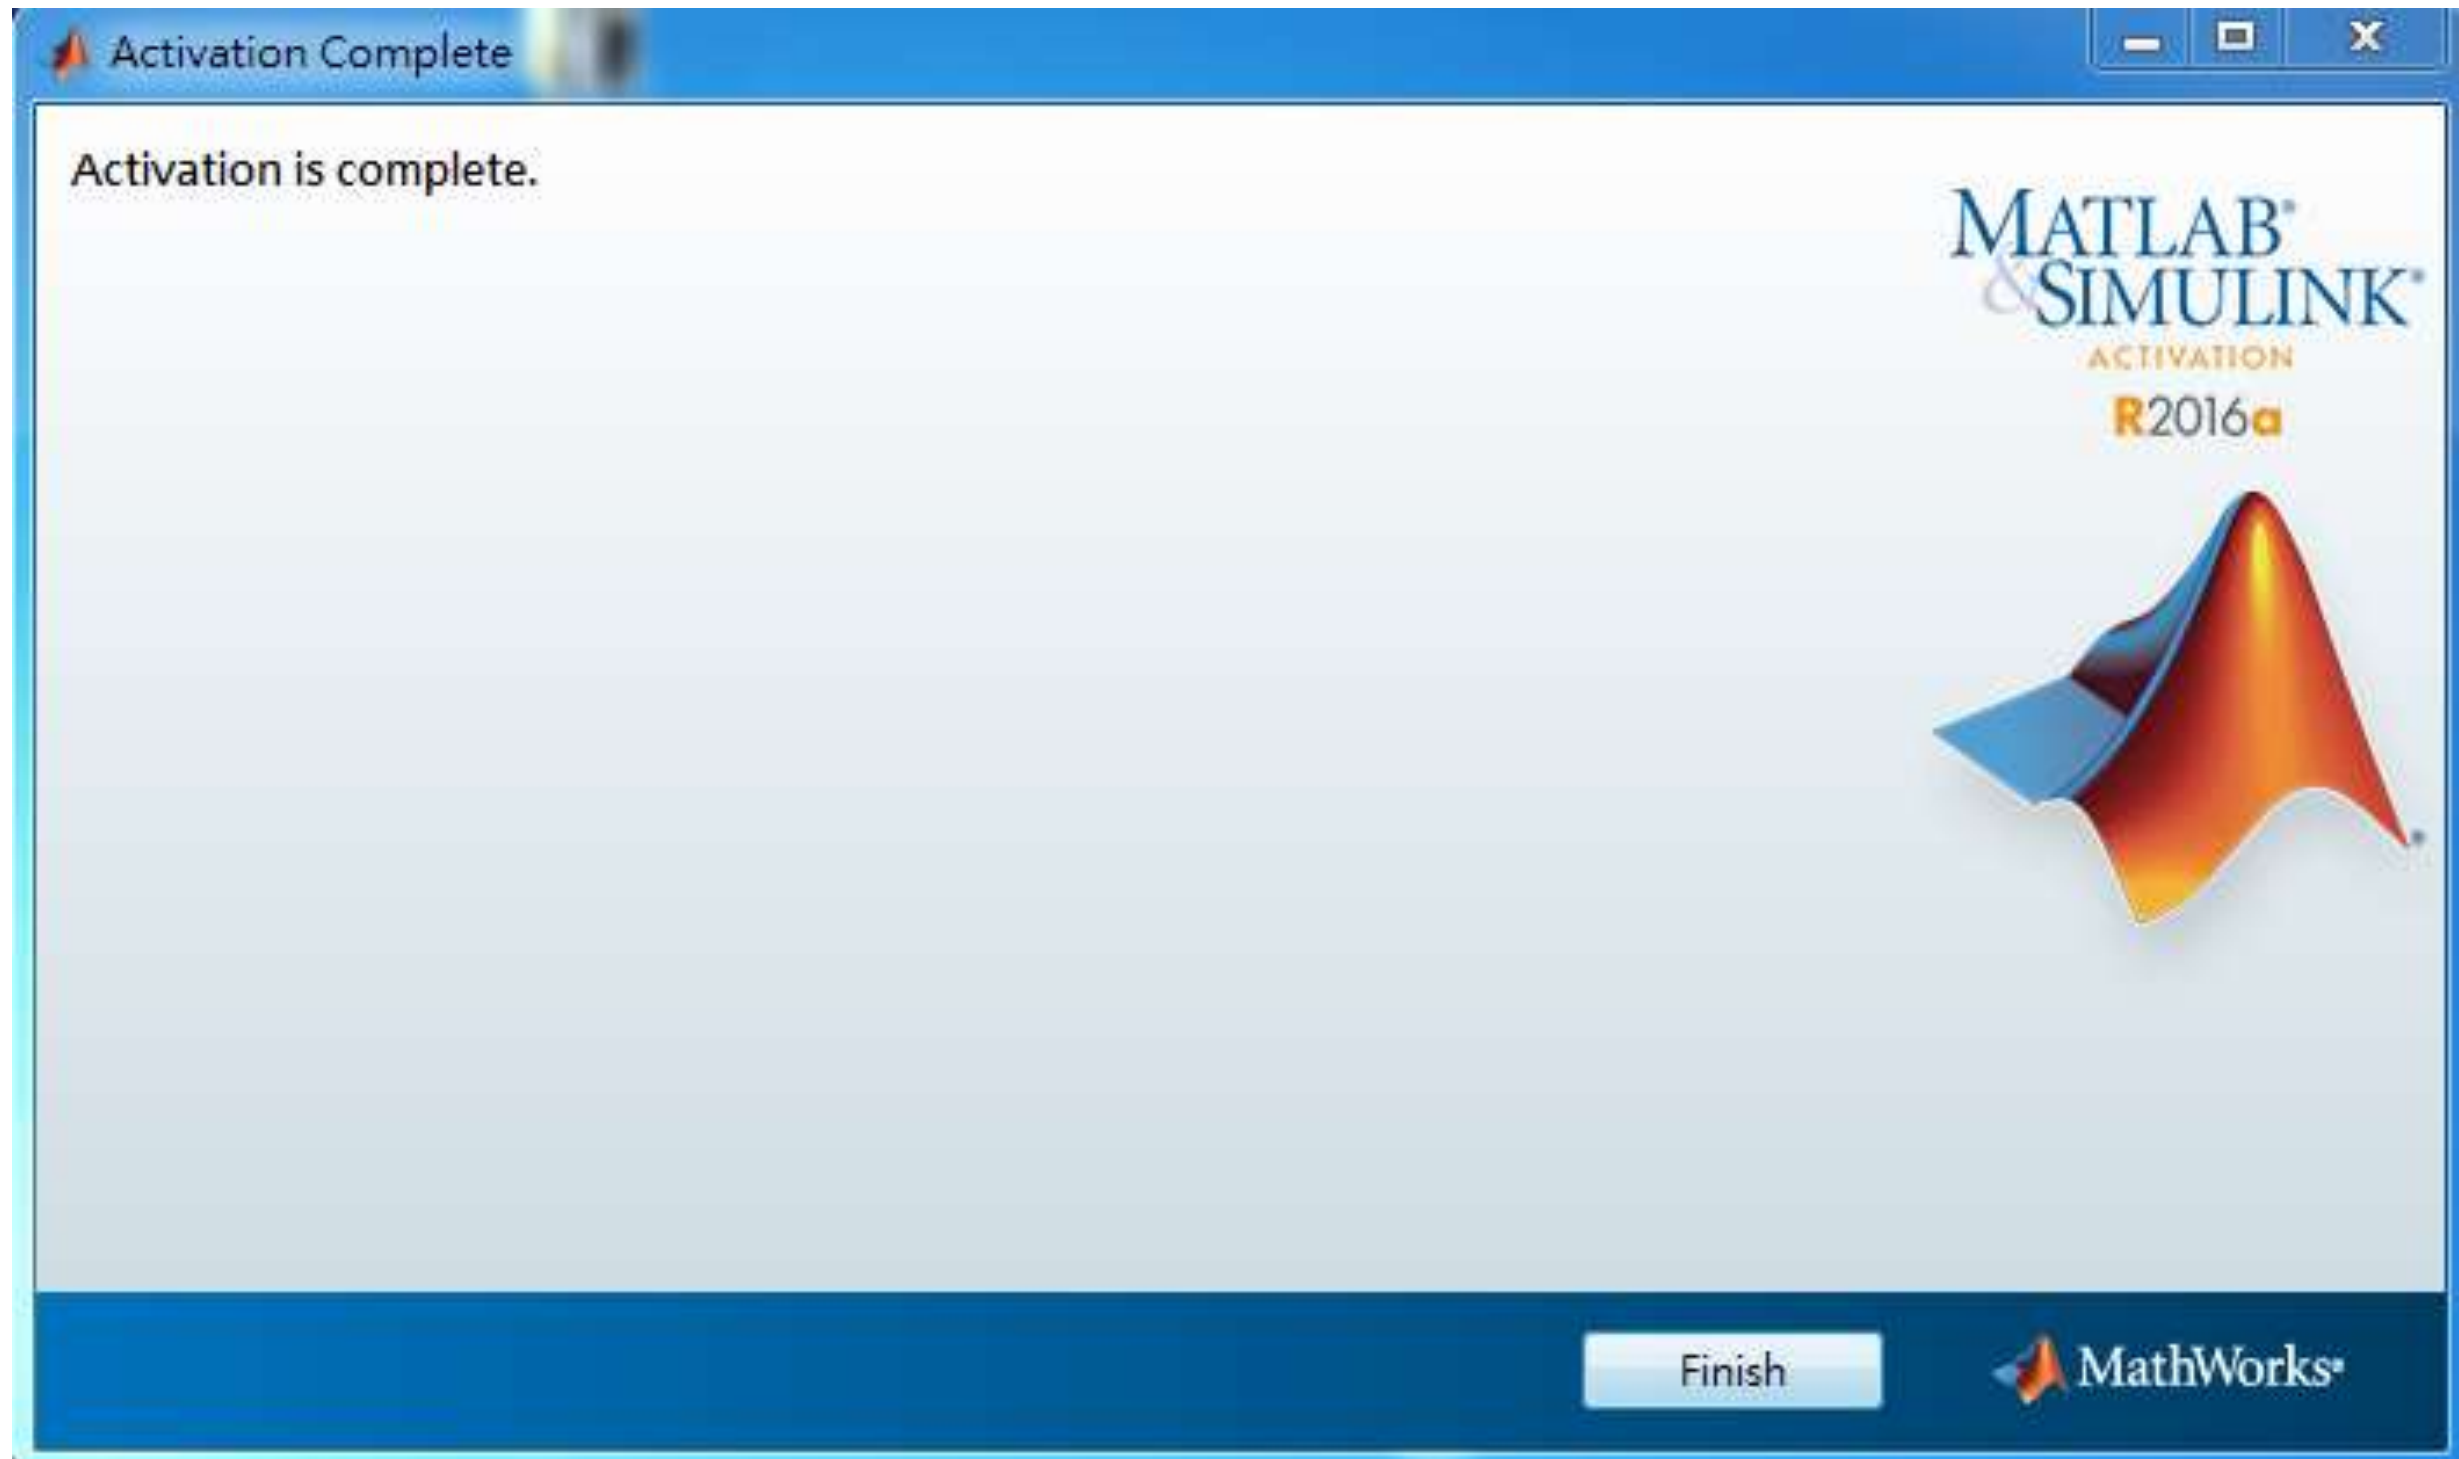 Activation Complete
Activation is complete.
MATLAB®
&SIMULINK®
ACTIVATION
R2016a
Finish
MathWorks®